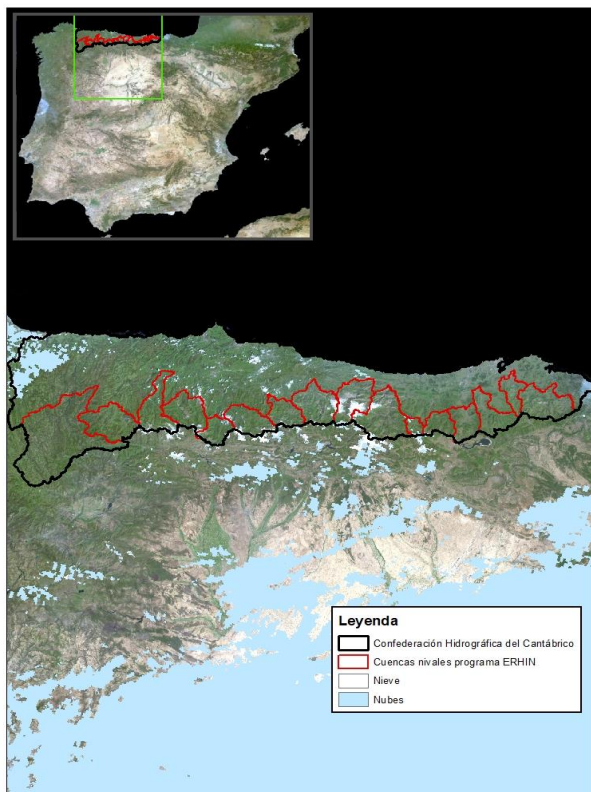 Leyenda
Confederación Hidrográfica del Cantábrico
Cuencas nivales programa ERHIN
Nieve
Nubes